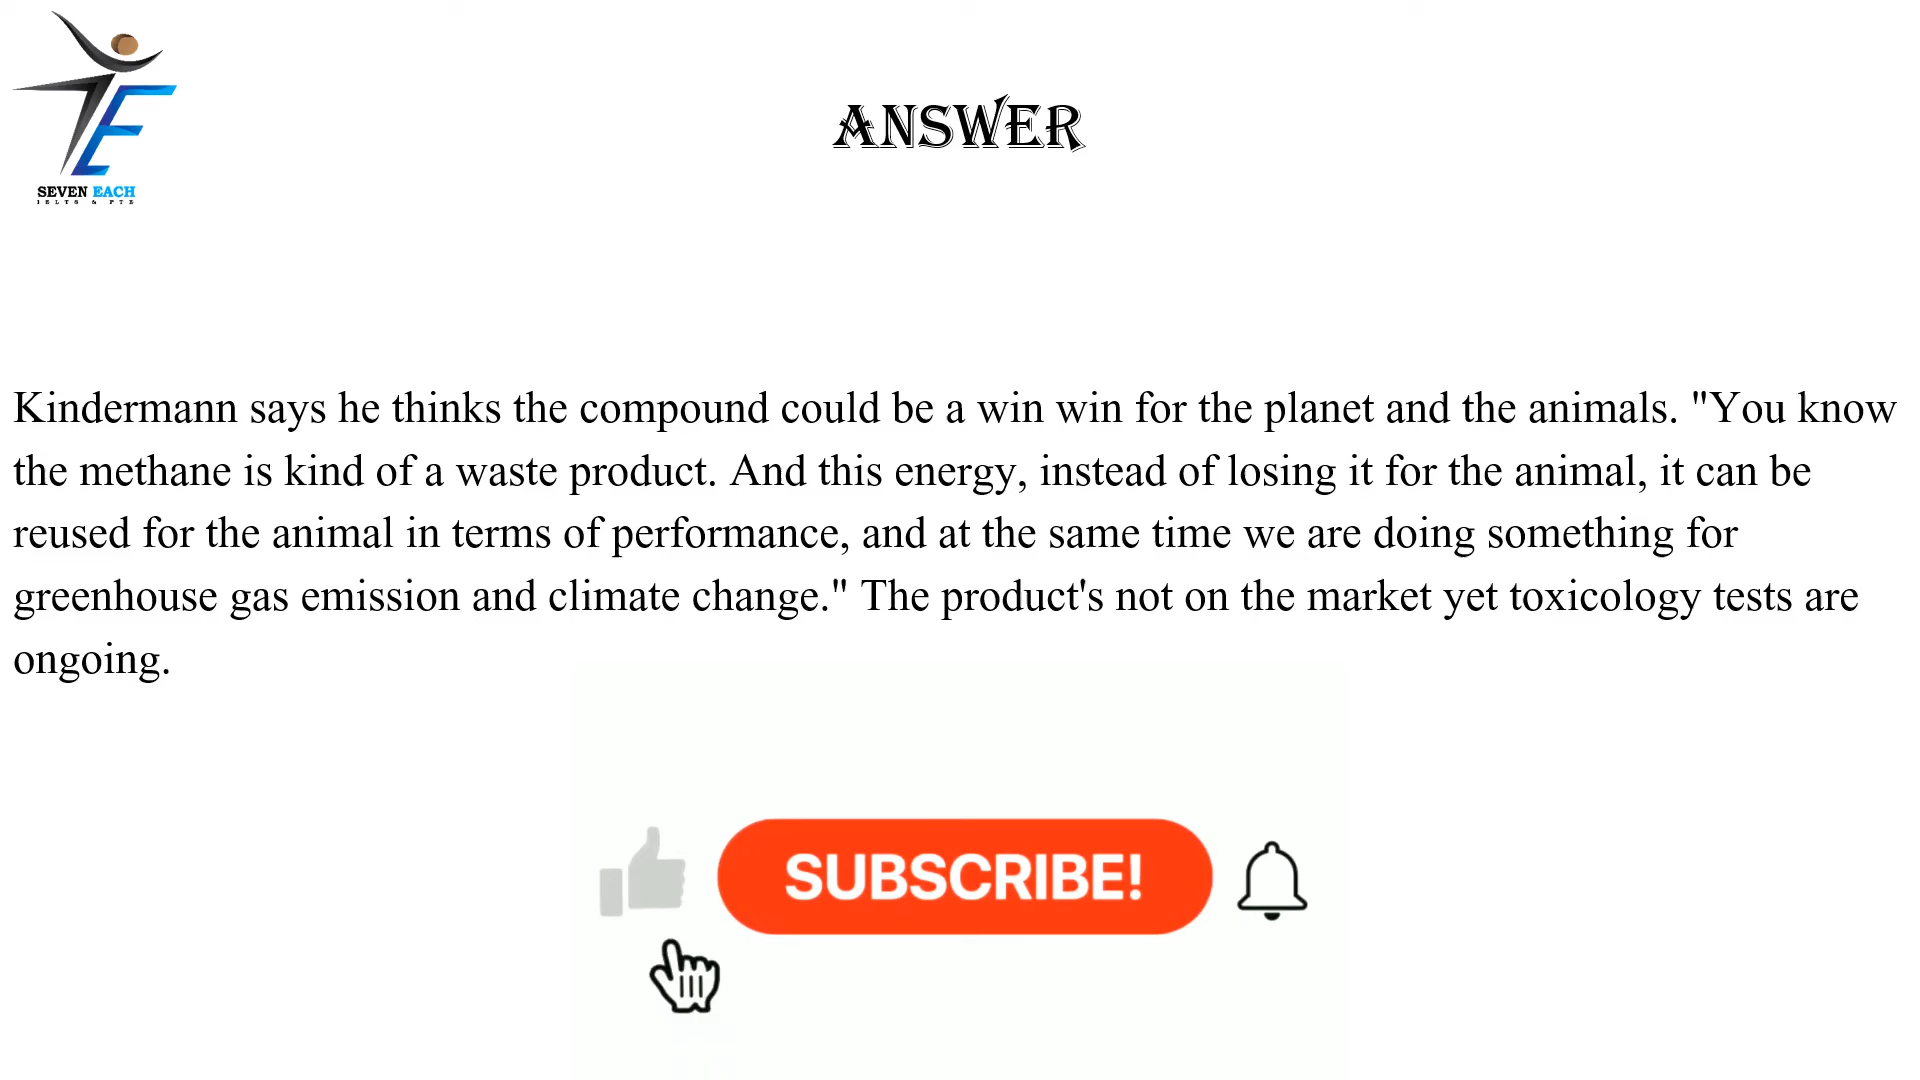 SEVEN EACH
IELTS & PTE
ANSWER
Kindermann says he thinks the compound could be a win win for the planet and the animals. "You know
the methane is kind of a waste product. And this energy, instead of losing it for the animal, it can be
reused for the animal in terms of performance, and at the same time we are doing something for
greenhouse gas emission and climate change." The product's not on the market yet toxicology tests are
ongoing.
SUBSCRIBE!